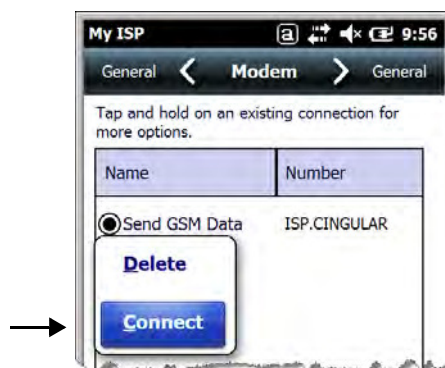 My ISP a 9:56
General Modem General
Tap and hold on an existing connection for
more options.
Name Number
Send GSM Data ISP.CINGULAR
Delete
Connect